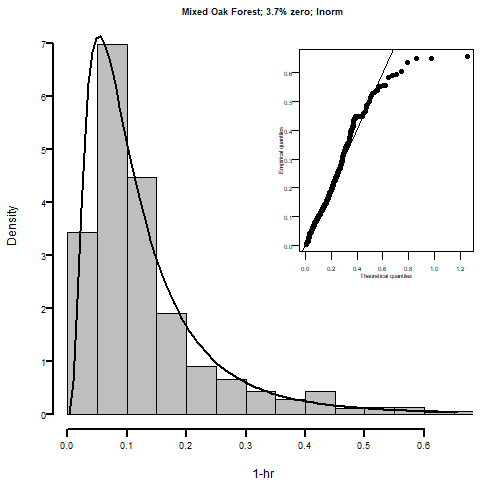 Mixed Oak Forest; 3.7% zero; lnorm
7
6
5
4
3
2
1
0
Density
0.0 0.1 0.2 0.3 0.4 0.5 0.6
1-hr
0.6
0.5
0.4
0.3
0.2
0.1
0.0
Empirical quantiles
0.0 0.2 0.4 0.6 0.8 1.0 1.2
Theoretical quantiles